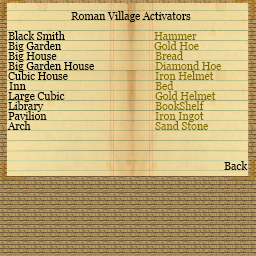 Roman Village Activators
Black Smith Hammer
Big Garden Gold Hoe
Big House Bread
Big Garden House Diamond Hoe
Cubic House Iron Helmet
Inn Bed
Large Cubic Gold Helmet
Library BookShelf
Pavilion Iron Ingot
Arch Sand Stone
Back